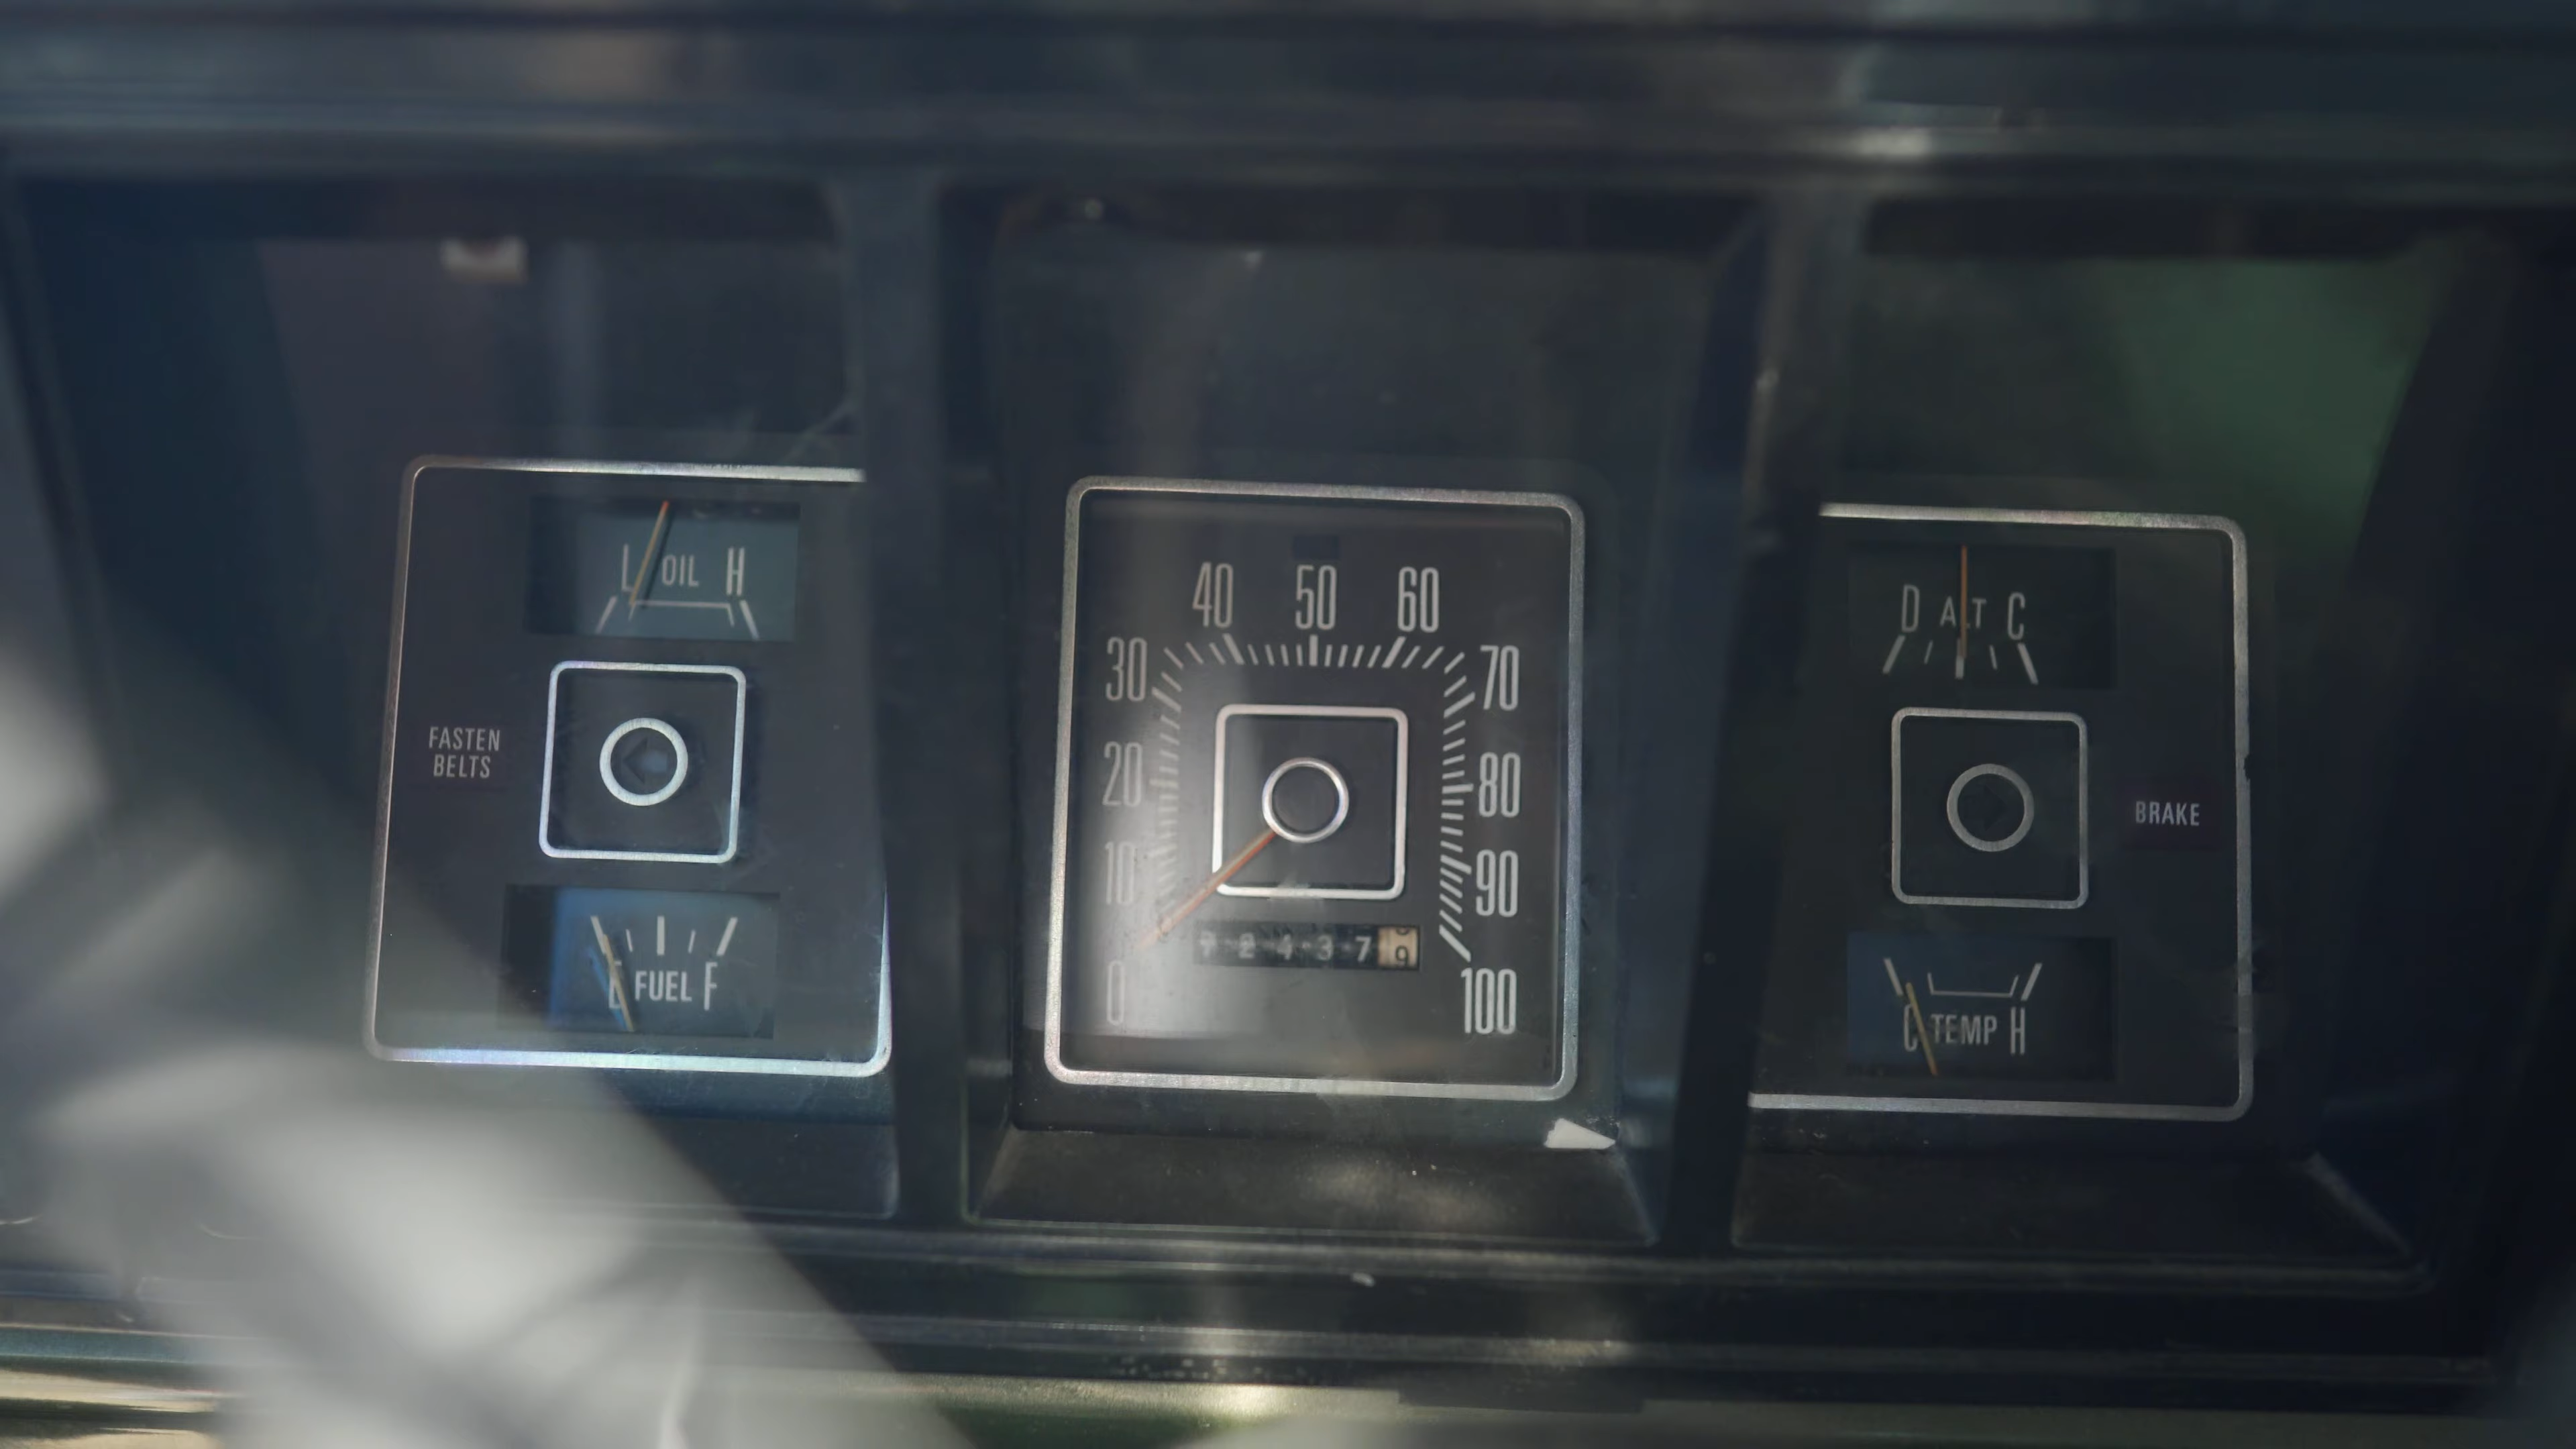 L OIL H
FASTEN
BELTS
E FUEL F
40 50 60
30 70
20 80
10 90
0 100
2 4 3 7 9
D ALT C
BRAKE
C TEMP H